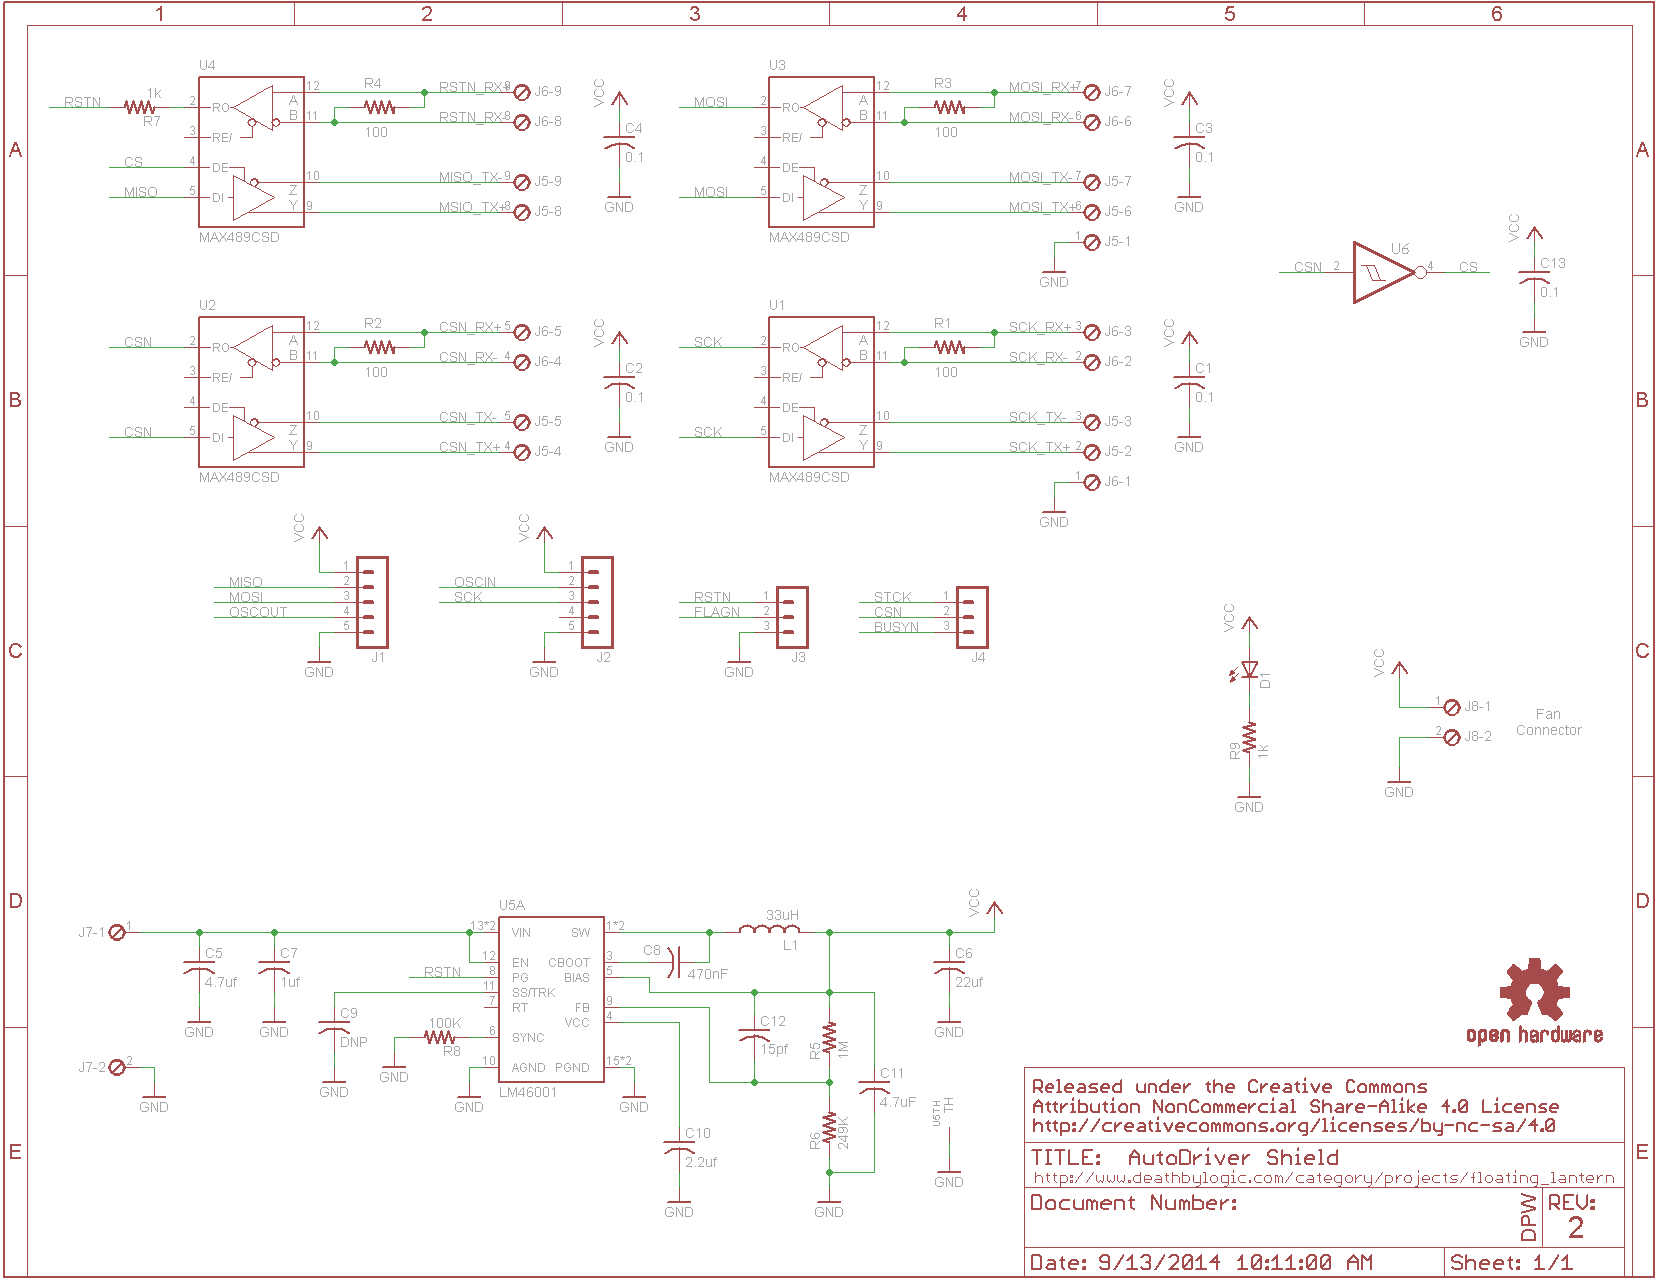 1 2 3 4 5 6
A A
B B
C C
D D
E E
U4
RSTN 1k R7
2 RO 3 RE/ 4 DE 5 DI
A B Z Y
12 11 10 9
CS
MISO
R4 100
RSTN_RX+ 9 J6-9
RSTN_RX- 8 J6-8
MISO_TX- 9 J5-9
MSIO_TX+ 8 J5-8
MAX489CSD
VCC C4 0.1 GND
U3
MOSI
MOSI
2 RO 3 RE/ 4 DE 5 DI
A B Z Y
12 11 10 9
R3 100
MOSI_RX+ 7 J6-7
MOSI_RX- 6 J6-6
MOSI_TX- 7 J5-7
MOSI_TX+ 6 J5-6
1 J5-1
GND
MAX489CSD
VCC C3 0.1 GND
CSN 2 U6 4 CS
VCC C13 0.1 GND
U2
CSN
CSN
2 RO 3 RE/ 4 DE 5 DI
A B Z Y
12 11 10 9
R2 100
CSN_RX+ 5 J6-5
CSN_RX- 4 J6-4
CSN_TX- 5 J5-5
CSN_TX+ 4 J5-4
MAX489CSD
VCC C2 0.1 GND
U1
SCK
SCK
2 RO 3 RE/ 4 DE 5 DI
A B Z Y
12 11 10 9
R1 100
SCK_RX+ 3 J6-3
SCK_RX- 2 J6-2
SCK_TX- 3 J5-3
SCK_TX+ 2 J5-2
1 J6-1
GND
MAX489CSD
VCC C1 0.1 GND
VCC 1
MISO 2
MOSI 3
OSCOUT 4
5
GND J1
VCC 1
OSCIN 2
SCK 3
4
5
GND J2
RSTN 1
FLAGN 2
3
GND J3
STCK 1
CSN 2
BUSYN 3
J4
VCC
D1
R9 1k
GND
VCC
1 J8-1
2 J8-2
GND
Fan
Connector
J7-1 1
J7-2 2
GND
C5 4.7uf GND
C7 1uf GND
RSTN
C9 DNP GND
100K R8 GND
U5A
13*2 VIN SW 1*2
12 EN CBOOT 3
8 PG BIAS 5
11 SS/TRK
7 RT FB 9
VCC 4
6 SYNC
10 AGND PGND 15*2
LM46001
GND GND
C8 470nF
33uH L1
VCC
C6 22uf GND
C12 15pf
R5 1M
R6 249K
C11 4.7uF
C10 2.2uf GND
GND
U5TH TH
GND
open hardware
Released under the Creative Commons
Attribution NonCommercial Share-Alike 4.0 License
http://creativecommons.org/licenses/by-nc-sa/4.0
TITLE: AutoDriver Shield
http://www.deathbylogic.com/category/projects/floating_lantern
Document Number:
DPW
REV:
2
Date: 9/13/2014 10:11:00 AM
Sheet: 1/1